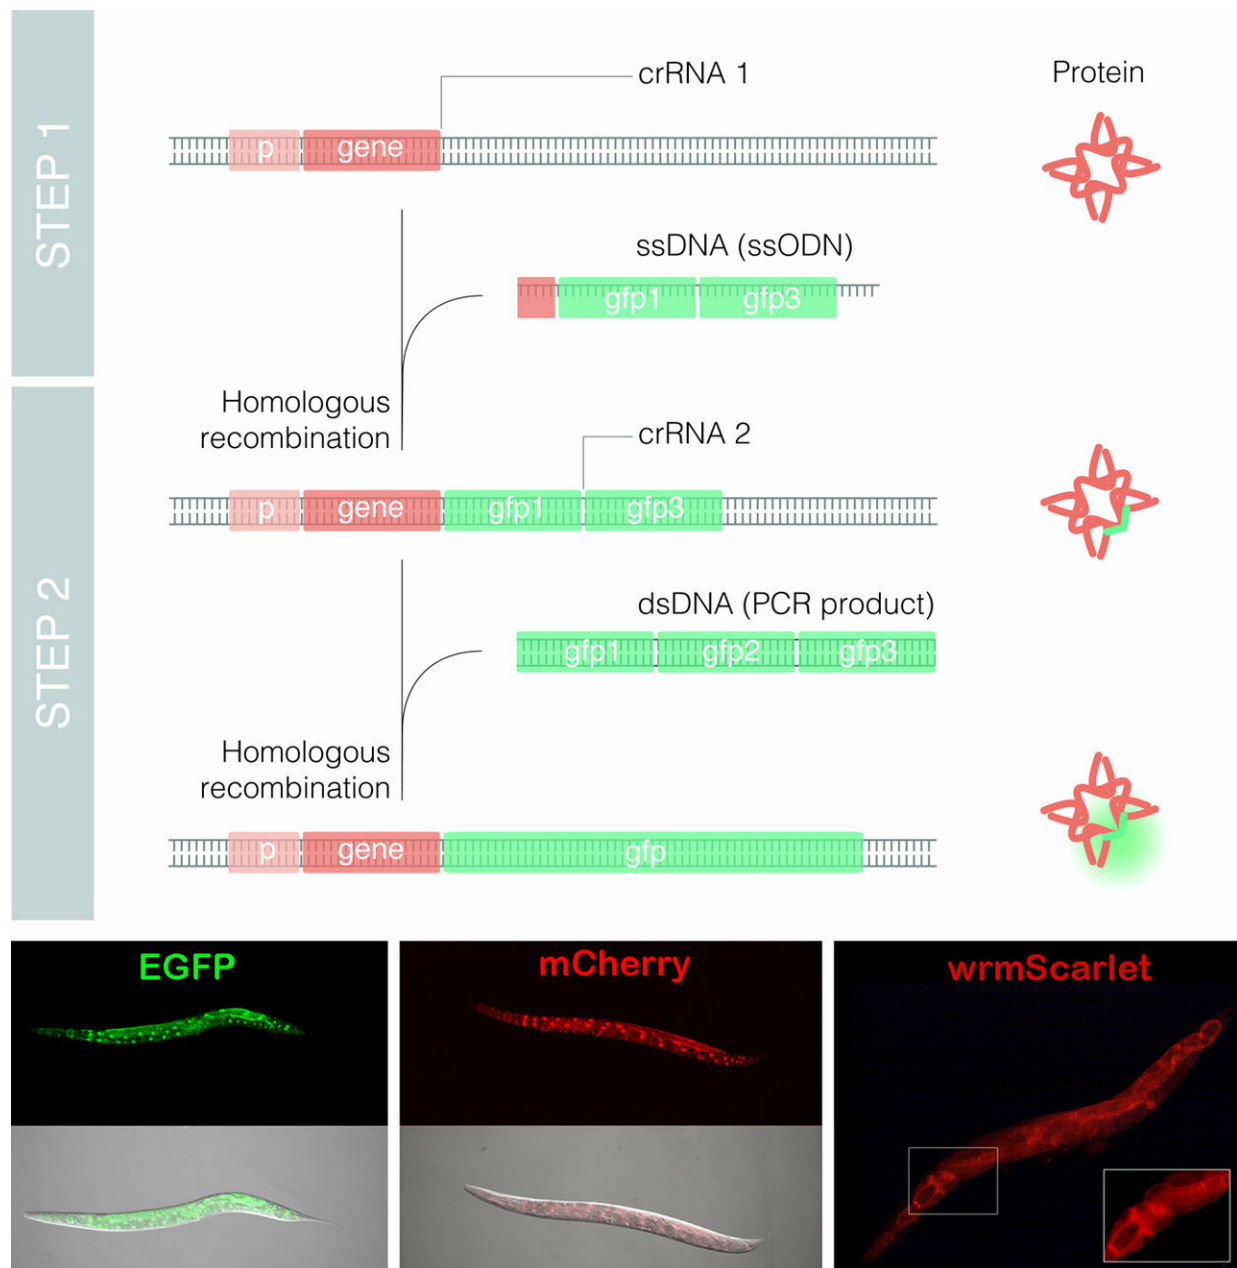 STEP 1
crRNA 1
Protein
p
gene
ssDNA (ssODN)
gfp1
gfp3
Homologous
recombination
STEP 2
crRNA 2
p
gene
gfp1
gfp3
dsDNA (PCR product)
gfp1
gfp2
gfp3
Homologous
recombination
p
gene
gfp
EGFP
mCherry
wrmScarlet